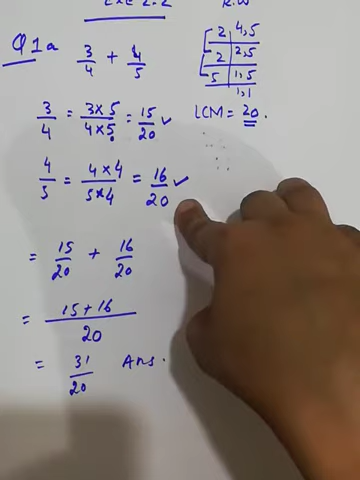 Exe 2.2 R.W
Q1a 3/4 + 4/5
2 | 4,5
2 | 2,5
5 | 1,5
1,1
3/4 = 3×5/4×5 = 15/20 ✓ LCM = 20.
4/5 = 4×4/5×4 = 16/20 ✓
= 15/20 + 16/20
= 15+16/20
= 31/20 Ans.